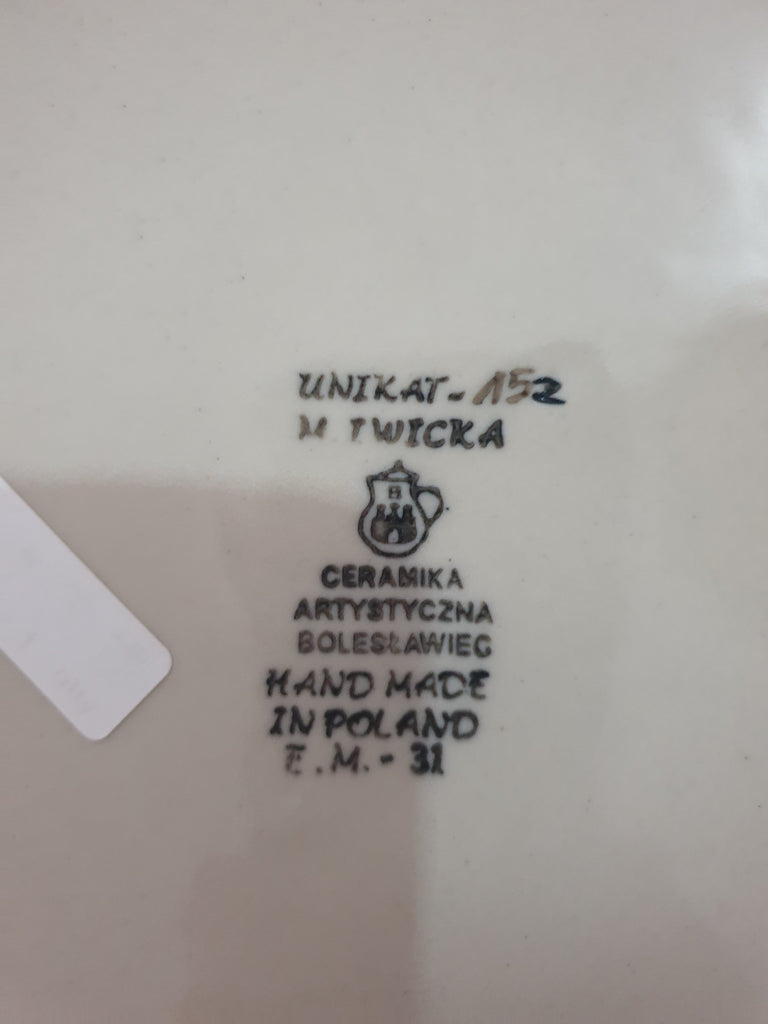 UNIKAT - 152
M. IWICKA
CERAMIKA
ARTYSTYCZNA
BOLESŁAWIEC
HAND MADE
IN POLAND
E.M. - 31